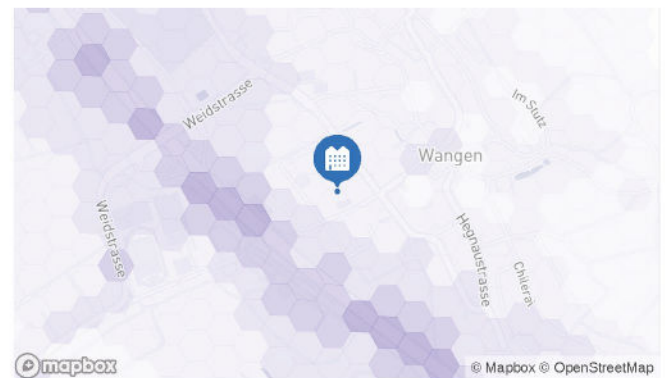 Weidstrasse
Im Stutz
Wangen
Weidstrasse
Hegnaustrasse
Chilerai
mapbox
© Mapbox © OpenStreetMap